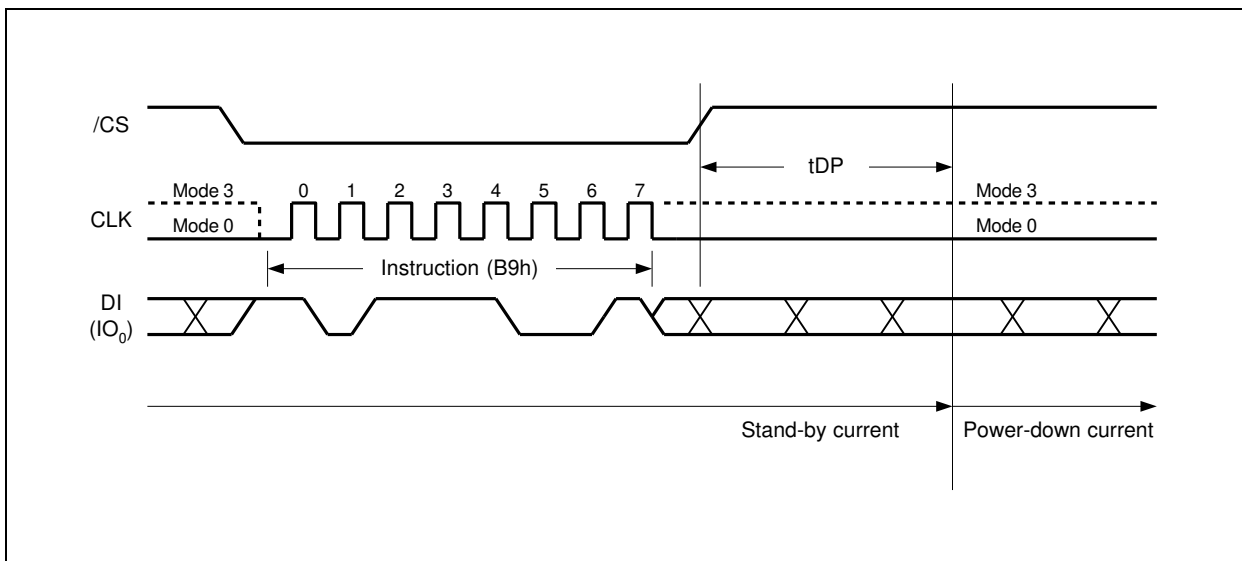 /CS
tDP
Mode 3 0 1 2 3 4 5 6 7 Mode 3
CLK
Mode 0 Mode 0
Instruction (B9h)
DI
(IO0)
Stand-by current Power-down current